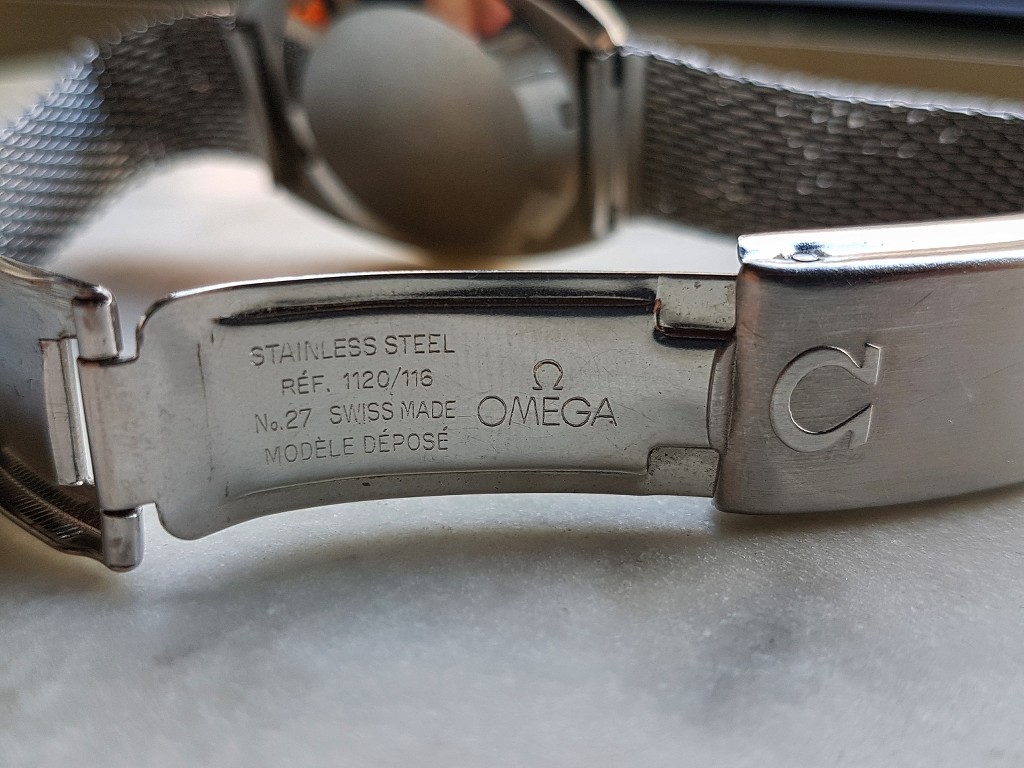 STAINLESS STEEL
RÉF. 1120/116
No.27 SWISS MADE
MODÈLE DÉPOSÉ
Ω
OMEGA
Ω